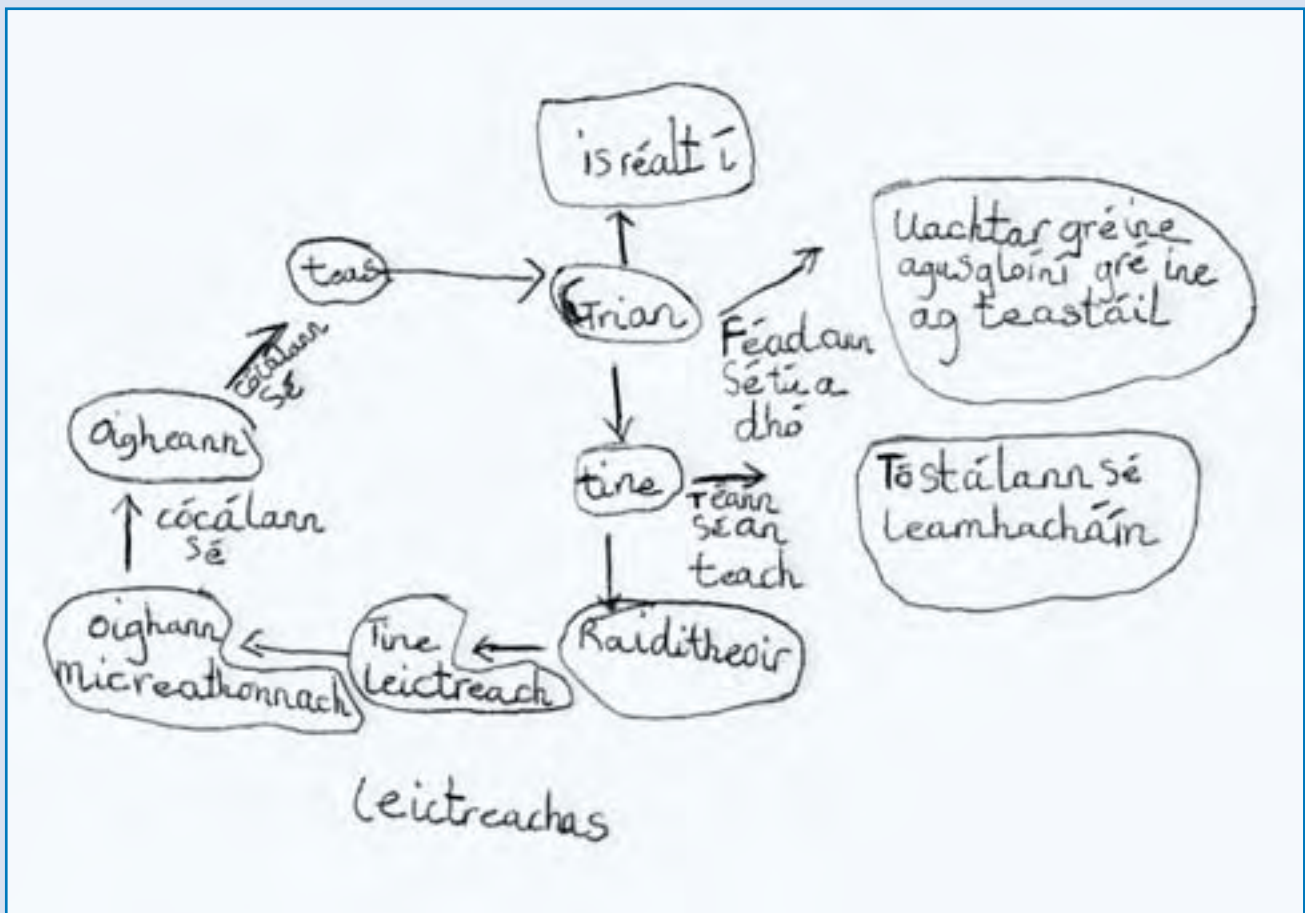 is réalt í
teas
Grian
Uachtar gréine
agus gloiní gréine
ag teastáil
Féadann
sé tú a
dhó
cócálann
sé
Oigheann
tine
Téann
sé an
teach
Tóstálann sé
leamhacháin
cócálann
sé
Oighann
Micreathonnach
Tine
Leictreach
Raiditheoir
Leictreachas